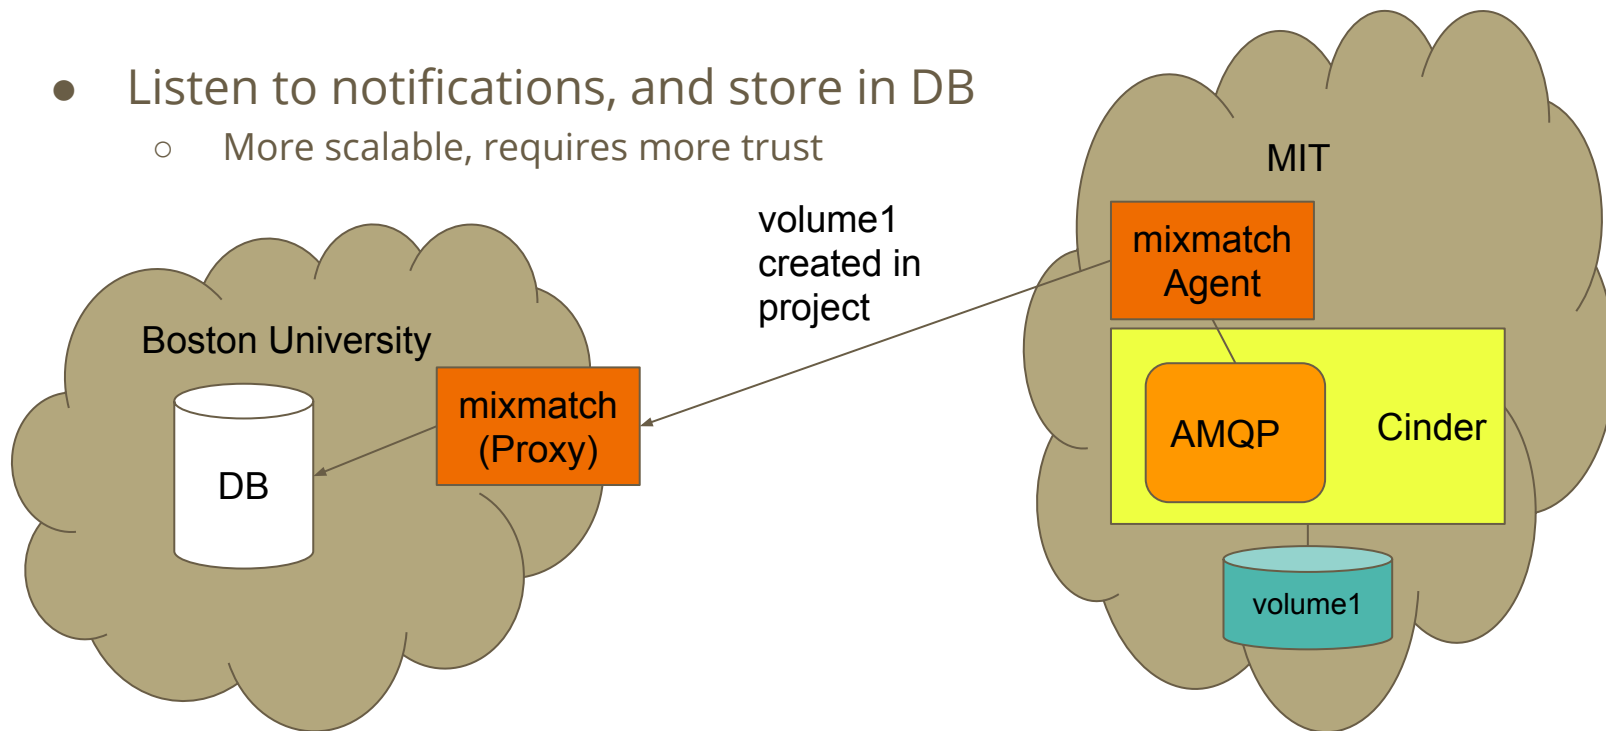 ● Listen to notifications, and store in DB
○ More scalable, requires more trust
MIT
volume1
created in
project
mixmatch
Agent
Boston University
mixmatch
(Proxy)
DB
AMQP
Cinder
volume1